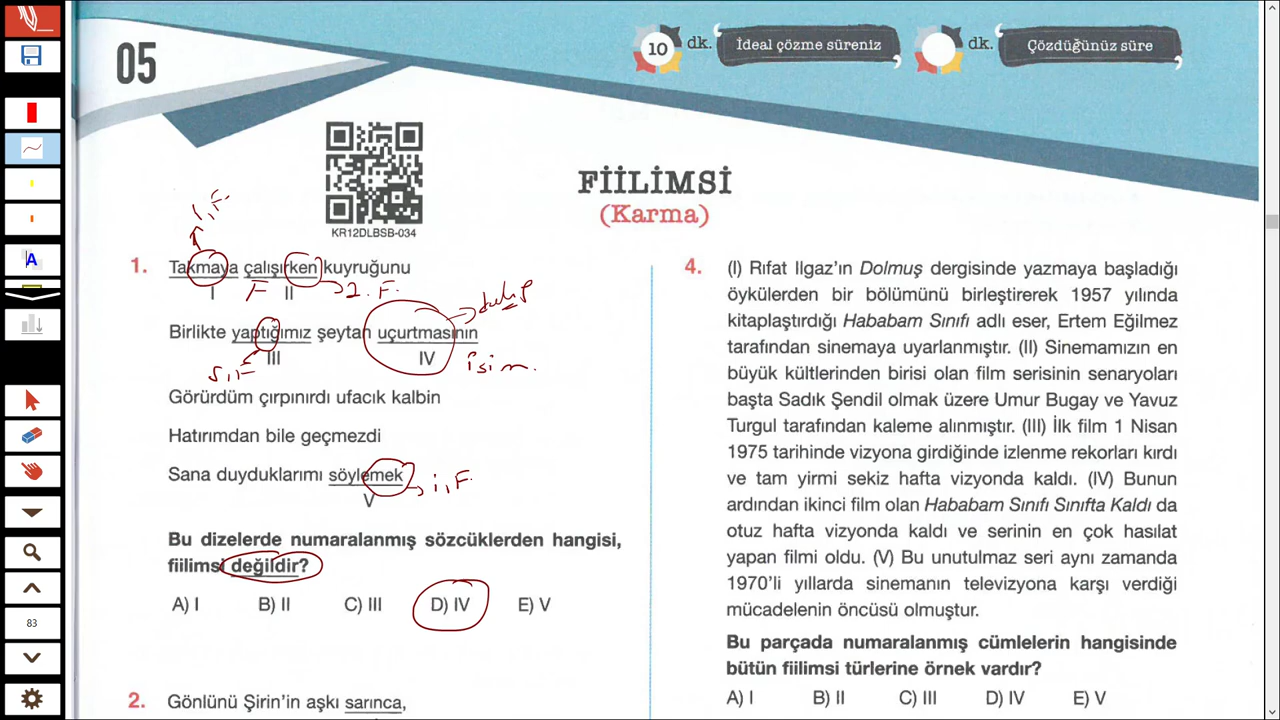 05
10 dk. İdeal çözme süreniz
dk. Çözdüğünüz süre
KR12DLBSB-034
FİİLİMSİ
(Karma)
i.F.
1. Takmaya çalışırken kuyruğunu
I F II 2.F.
Birlikte yaptığımız şeytan uçurtmasının
III IV
isim.
Görürdüm çırpınırdı ufacık kalbin
Hatırımdan bile geçmezdi
Sana duyduklarımı söylemek
V i.F.
Bu dizelerde numaralanmış sözcüklerden hangisi,
fiilimsi değildir?
A) I B) II C) III D) IV E) V
2. Gönlünü Şirin'in aşkı sarınca,
4. (I) Rıfat Ilgaz'ın Dolmuş dergisinde yazmaya başladığı
öykülerden bir bölümünü birleştirerek 1957 yılında
kitaplaştırdığı Hababam Sınıfı adlı eser, Ertem Eğilmez
tarafından sinemaya uyarlanmıştır. (II) Sinemamızın en
büyük kültlerinden birisi olan film serisinin senaryoları
başta Sadık Şendil olmak üzere Umur Bugay ve Yavuz
Turgul tarafından kaleme alınmıştır. (III) İlk film 1 Nisan
1975 tarihinde vizyona girdiğinde izlenme rekorları kırdı
ve tam yirmi sekiz hafta vizyonda kaldı. (IV) Bunun
ardından ikinci film olan Hababam Sınıfı Sınıfta Kaldı da
otuz hafta vizyonda kaldı ve serinin en çok hasılat
yapan filmi oldu. (V) Bu unutulmaz seri aynı zamanda
1970'li yıllarda sinemanın televizyona karşı verdiği
mücadelenin öncüsü olmuştur.
Bu parçada numaralanmış cümlelerin hangisinde
bütün fiilimsi türlerine örnek vardır?
A) I B) II C) III D) IV E) V
A
83